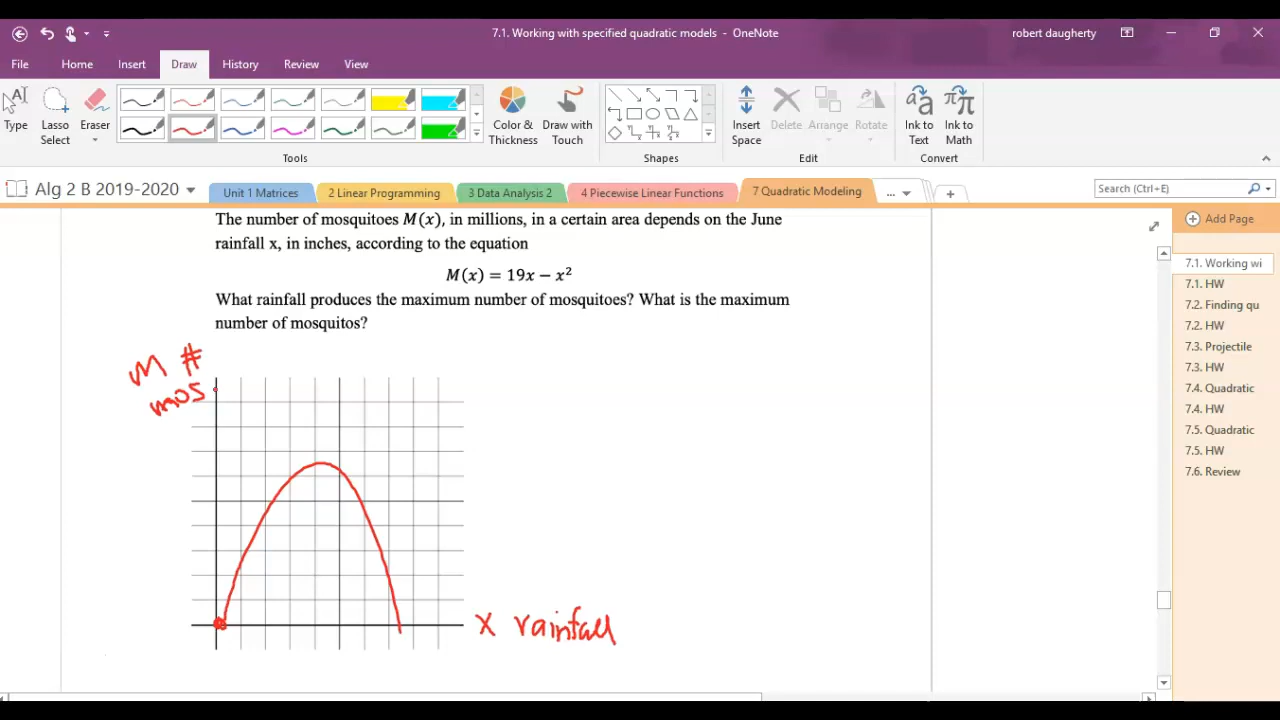 7.1. Working with specified quadratic models - OneNote
robert daugherty
File Home Insert Draw History Review View
Type
Lasso Select
Eraser
Color & Thickness
Draw with Touch
Insert Space
Delete
Arrange
Rotate
Ink to Text
Ink to Math
Tools
Shapes
Edit
Convert
Alg 2 B 2019-2020
Unit 1 Matrices
2 Linear Programming
3 Data Analysis 2
4 Piecewise Linear Functions
7 Quadratic Modeling
...
Search (Ctrl+E)
Add Page
7.1. Working wi
7.1. HW
7.2. Finding qu
7.2. HW
7.3. Projectile
7.3. HW
7.4. Quadratic
7.4. HW
7.5. Quadratic
7.5. HW
7.6. Review
The number of mosquitoes M(x), in millions, in a certain area depends on the June
rainfall x, in inches, according to the equation
M(x) = 19x − x²
What rainfall produces the maximum number of mosquitoes? What is the maximum
number of mosquitos?
M #
mos
x rainfall